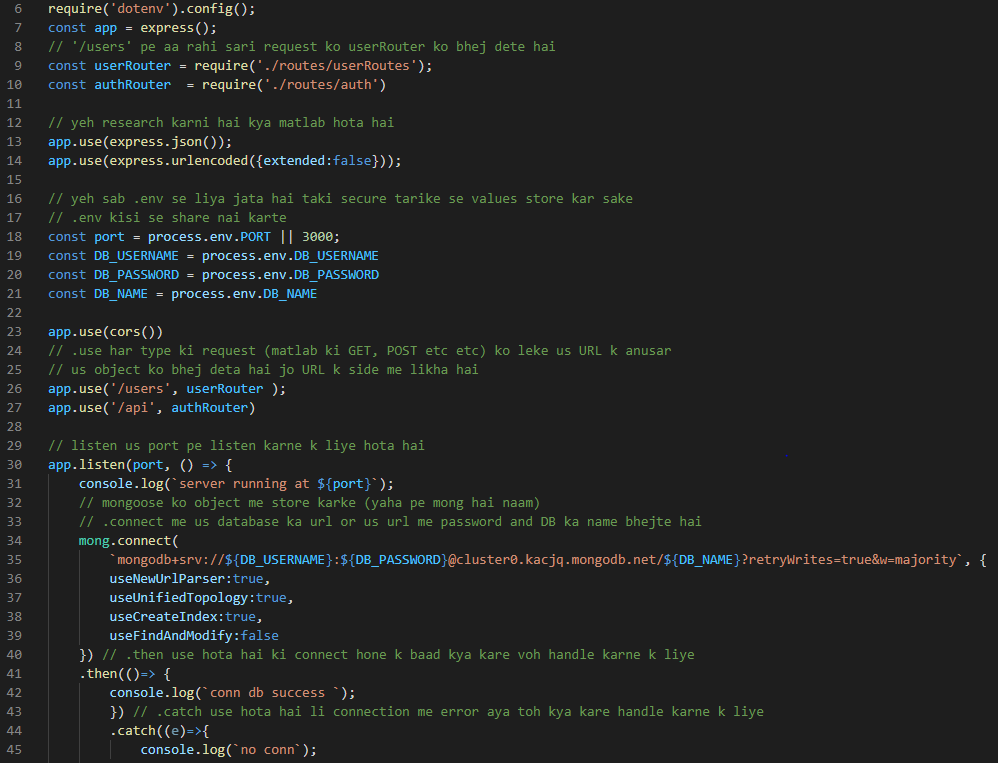 6 require('dotenv').config();
7 const app = express();
8 // '/users' pe aa rahi sari request ko userRouter ko bhej dete hai
9 const userRouter = require('./routes/userRoutes');
10 const authRouter  = require('./routes/auth')
11
12 // yeh research karni hai kya matlab hota hai
13 app.use(express.json());
14 app.use(express.urlencoded({extended:false}));
15
16 // yeh sab .env se liya jata hai taki secure tarike se values store kar sake
17 // .env kisi se share nai karte
18 const port = process.env.PORT || 3000;
19 const DB_USERNAME = process.env.DB_USERNAME
20 const DB_PASSWORD = process.env.DB_PASSWORD
21 const DB_NAME = process.env.DB_NAME
22
23 app.use(cors())
24 // .use har type ki request (matlab ki GET, POST etc etc) ko leke us URL k anusar
25 // us object ko bhej deta hai jo URL k side me likha hai
26 app.use('/users', userRouter );
27 app.use('/api', authRouter)
28
29 // listen us port pe listen karne k liye hota hai
30 app.listen(port, () => {
31     console.log(`server running at ${port}`);
32     // mongoose ko object me store karke (yaha pe mong hai naam)
33     // .connect me us database ka url or us url me password and DB ka name bhejte hai
34     mong.connect(
35         `mongodb+srv://${DB_USERNAME}:${DB_PASSWORD}@cluster0.kacjq.mongodb.net/${DB_NAME}?retryWrites=true&w=majority`, {
36         useNewUrlParser:true,
37         useUnifiedTopology:true,
38         useCreateIndex:true,
39         useFindAndModify:false
40     }) // .then use hota hai ki connect hone k baad kya kare voh handle karne k liye
41     .then(()=> {
42         console.log(`conn db success `);
43         }) // .catch use hota hai li connection me error aya toh kya kare handle karne k liye
44         .catch((e)=>{
45             console.log(`no conn`);